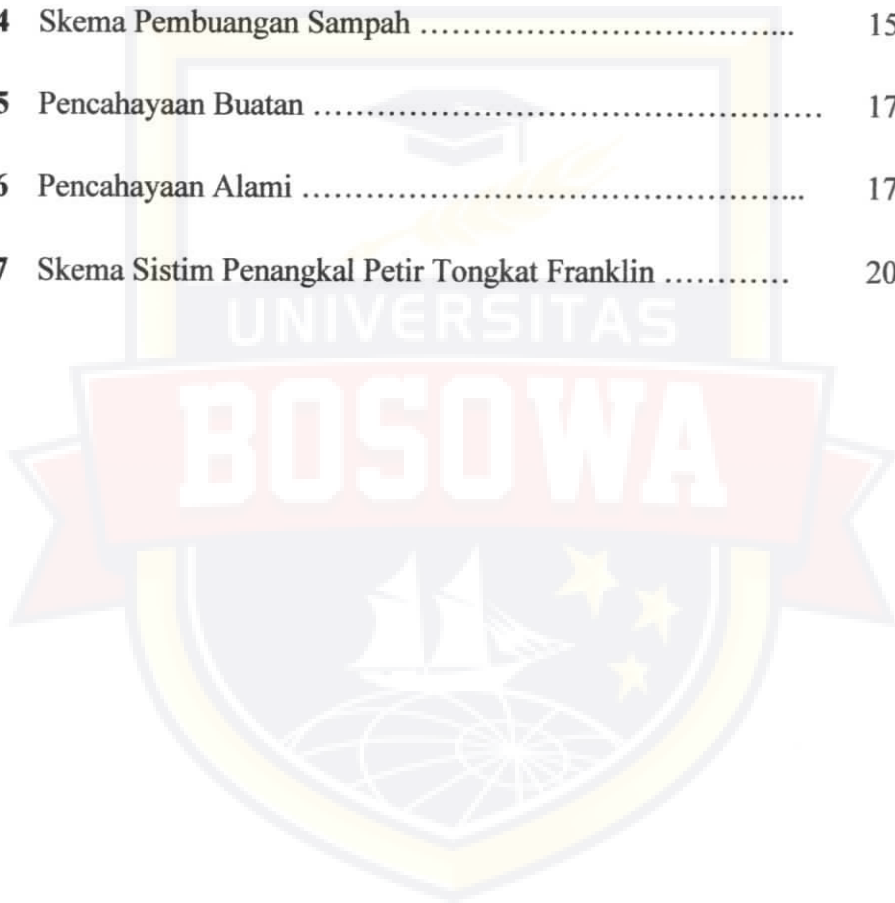 4 Skema Pembuangan Sampah ………………………………... 15
5 Pencahayaan Buatan …………………………………………… 17
6 Pencahayaan Alami …………………………………………... 17
7 Skema Sistim Penangkal Petir Tongkat Franklin ………… 20
UNIVERSITAS
BOSOWA